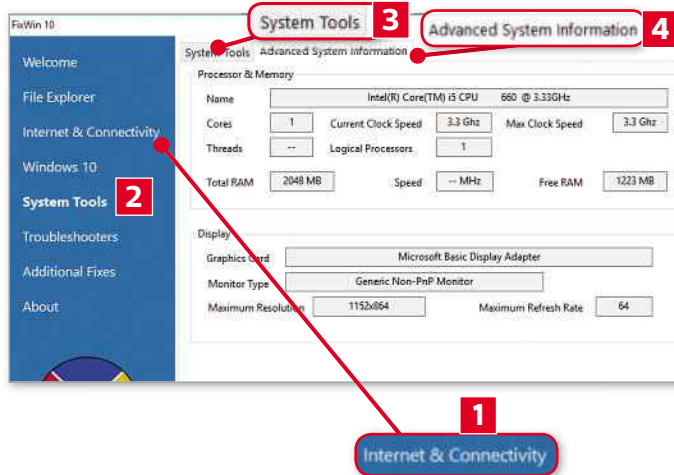 FixWin 10
System Tools 3
Advanced System Information 4
Welcome
File Explorer
Internet & Connectivity
Windows 10
System Tools 2
Troubleshooters
Additional Fixes
About
System Tools Advanced System Information
Processor & Memory
Name Intel(R) Core(TM) i5 CPU 660 @ 3.33GHz
Cores 1 Current Clock Speed 3.3 Ghz Max Clock Speed 3.3 Ghz
Threads -- Logical Processors 1
Total RAM 2048 MB Speed -- MHz Free RAM 1223 MB
Display
Graphics Card Microsoft Basic Display Adapter
Monitor Type Generic Non-PnP Monitor
Maximum Resolution 1152x864 Maximum Refresh Rate 64
1
Internet & Connectivity